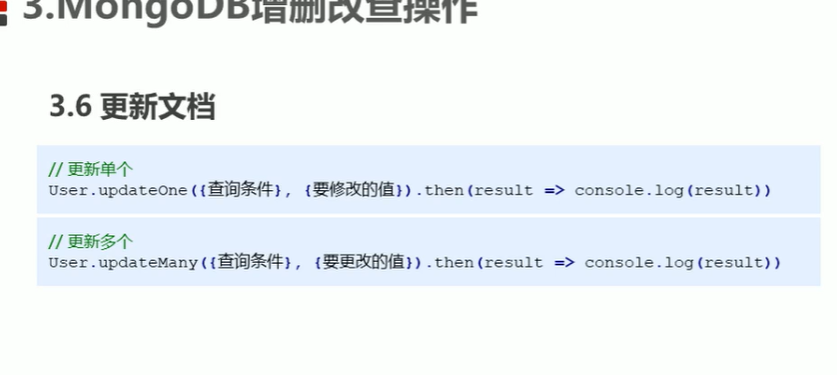 3.MongoDB增删改查操作
3.6 更新文档
// 更新单个
User.updateOne({查询条件}, {要修改的值}).then(result => console.log(result))
// 更新多个
User.updateMany({查询条件}, {要更改的值}).then(result => console.log(result))